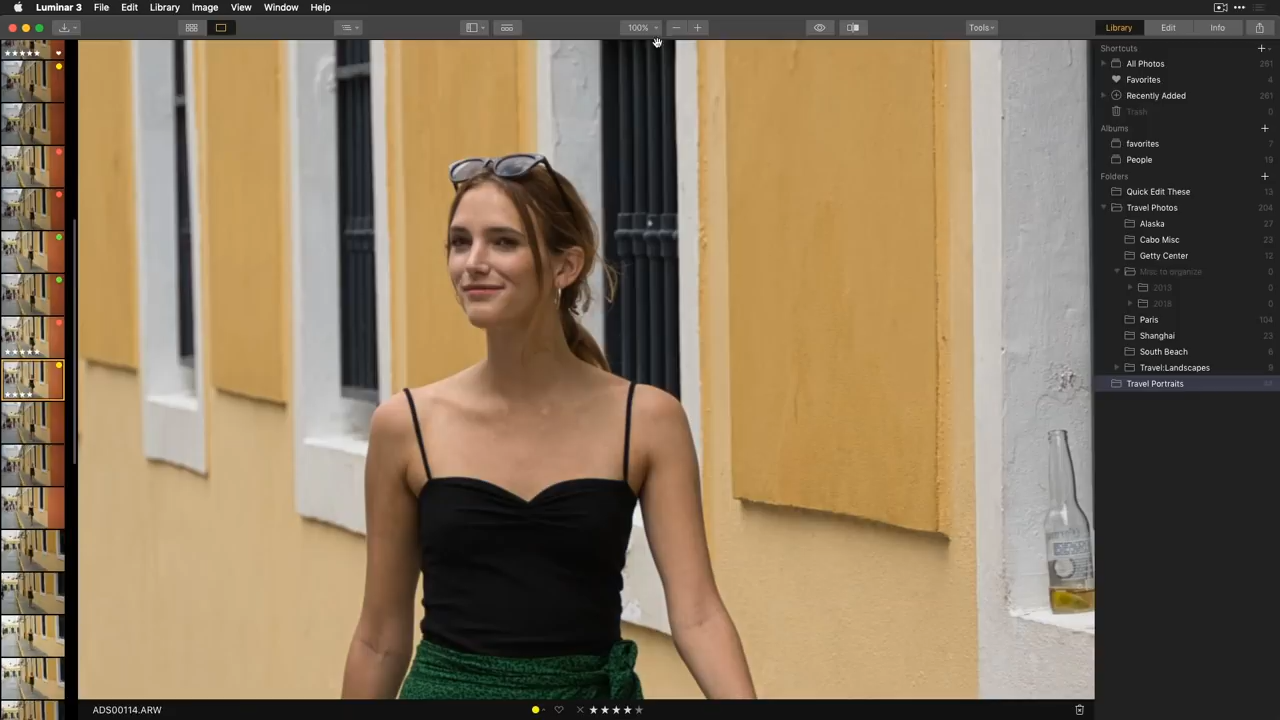 Luminar 3 File Edit Library Image View Window Help
100% Tools Library Edit Info
Shortcuts
All Photos 261
Favorites 4
Recently Added 261
Trash 0
Albums
favorites 7
People 19
Folders
Quick Edit These 13
Travel Photos 204
Alaska 27
Cabo Misc 23
Getty Center 12
Misc to organize 0
2013 0
2018 0
Paris 104
Shanghai 23
South Beach 6
Travel:Landscapes 9
Travel Portraits
ADS00114.ARW